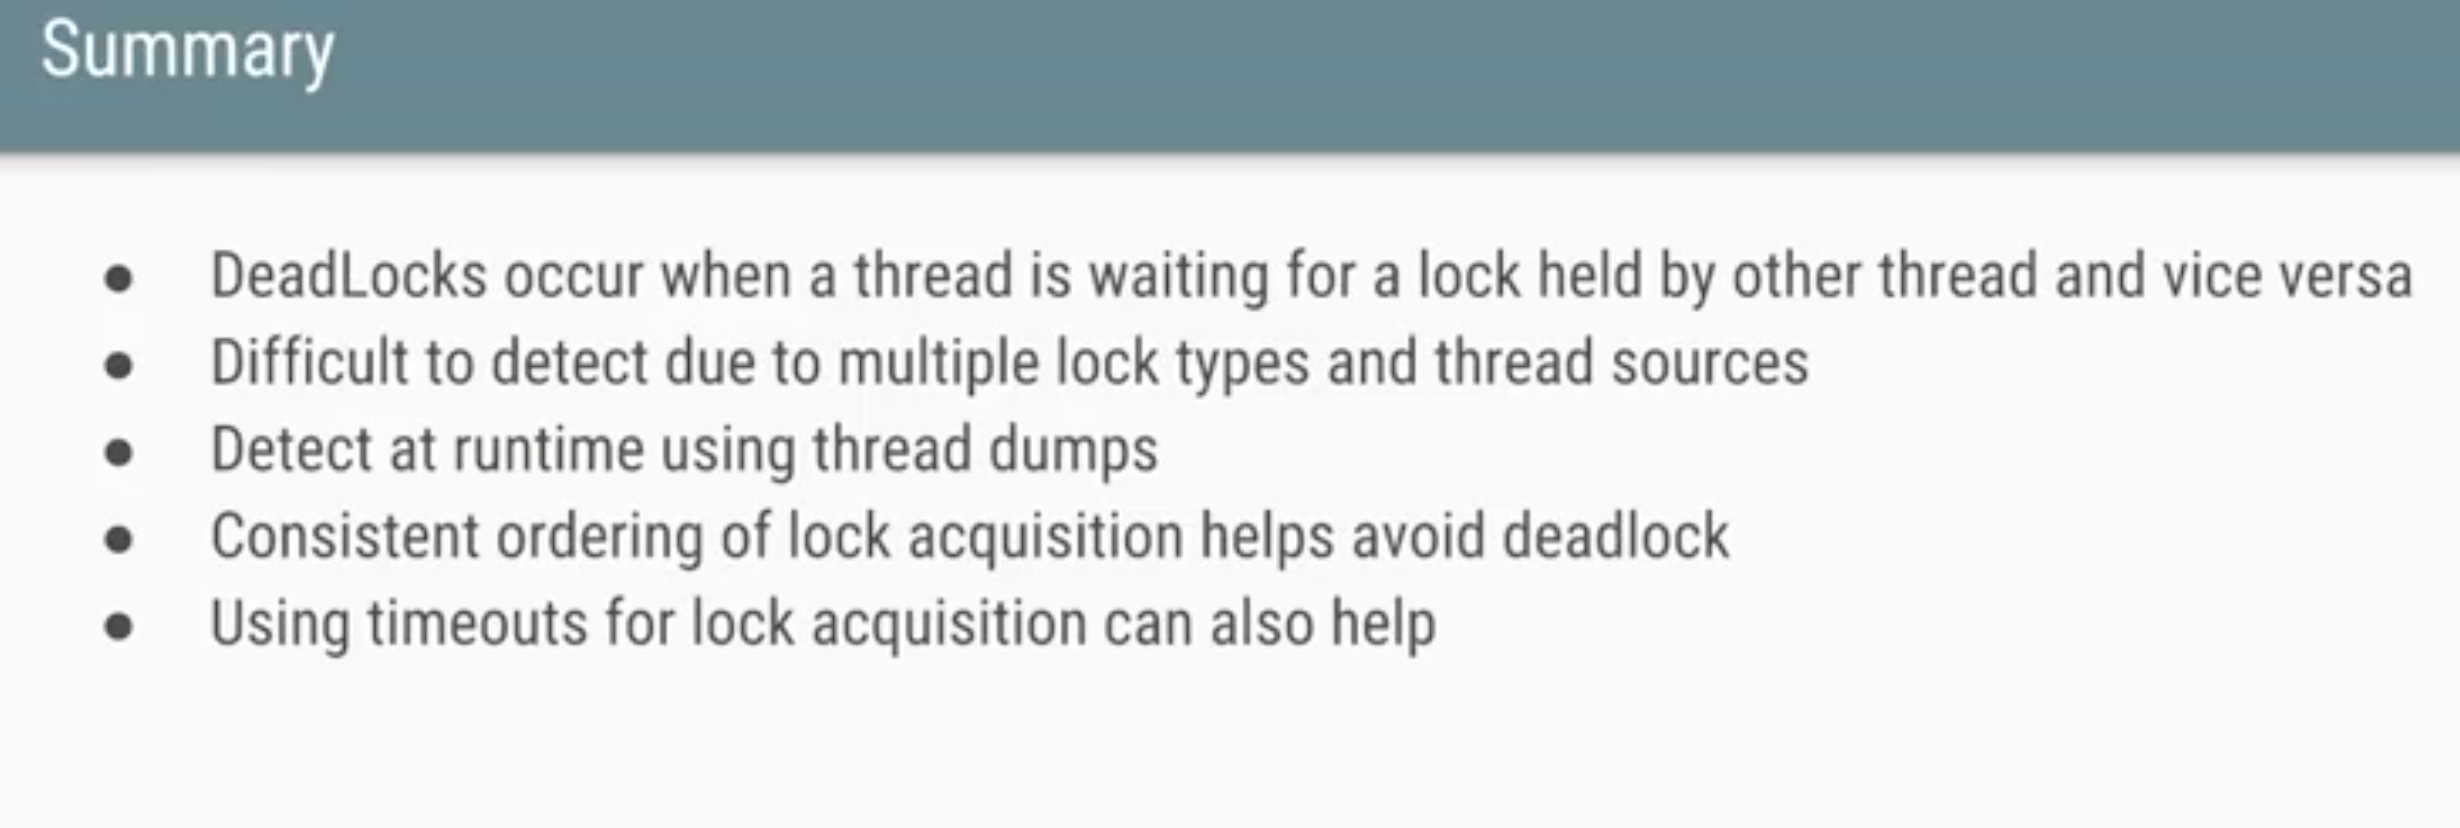 Summary
● DeadLocks occur when a thread is waiting for a lock held by other thread and vice versa
● Difficult to detect due to multiple lock types and thread sources
● Detect at runtime using thread dumps
● Consistent ordering of lock acquisition helps avoid deadlock
● Using timeouts for lock acquisition can also help